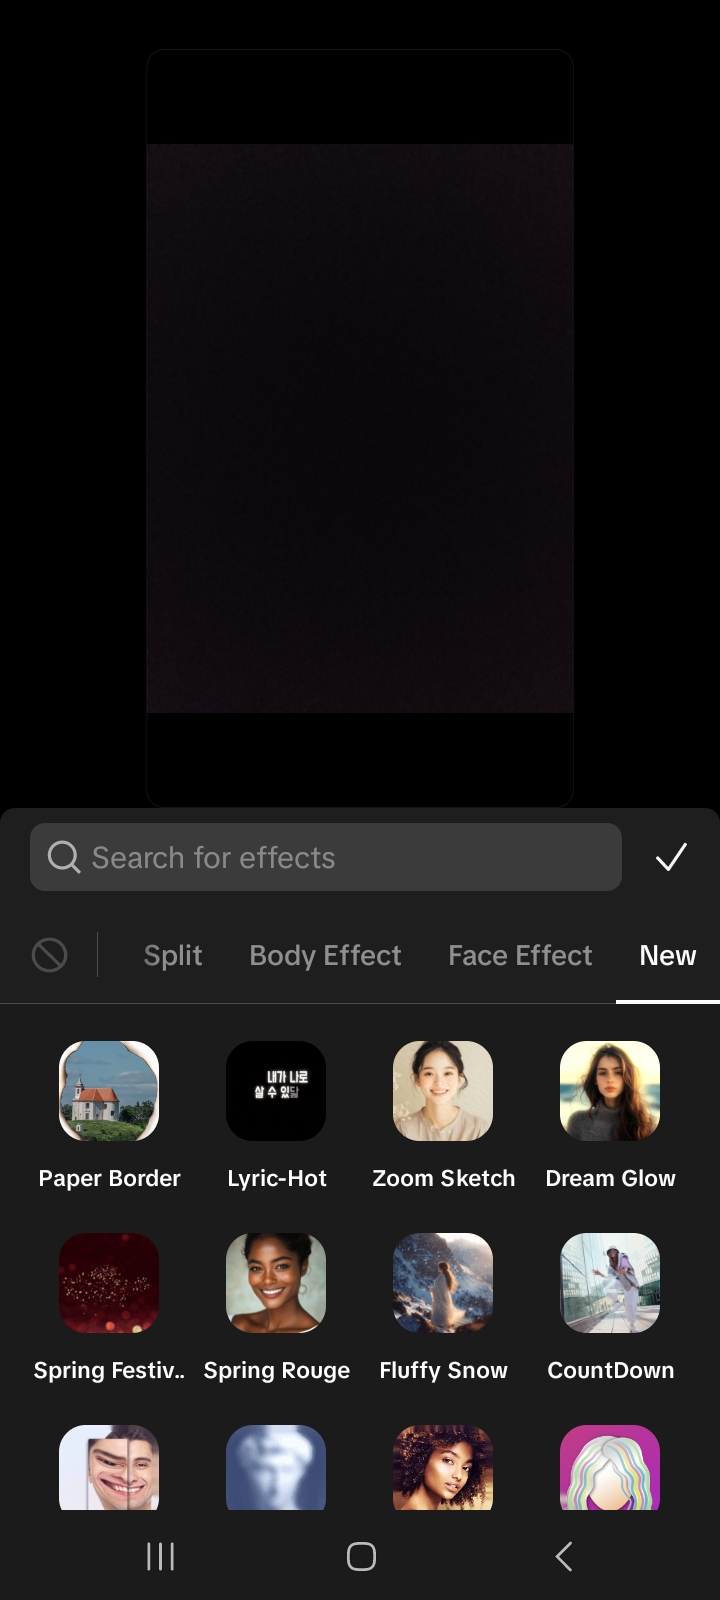 Search for effects
Split
Body Effect
Face Effect
New
내가 나로
살 수 있
Paper Border
Lyric-Hot
Zoom Sketch
Dream Glow
Spring Festiv..
Spring Rouge
Fluffy Snow
CountDown